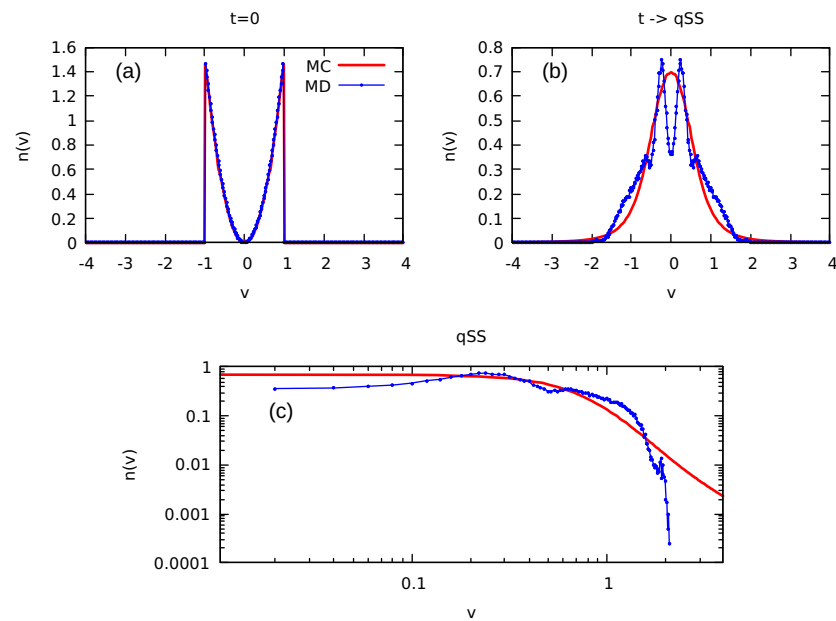 t=0
1.6
1.4
1.2
1
0.8
0.6
0.4
0.2
0
n(v)
(a)
MC
MD
-4 -3 -2 -1 0 1 2 3 4
v
t -> qSS
0.8
0.7
0.6
0.5
0.4
0.3
0.2
0.1
0
n(v)
(b)
-4 -3 -2 -1 0 1 2 3 4
v
qSS
1
0.1
0.01
0.001
0.0001
n(v)
(c)
0.1 1
v